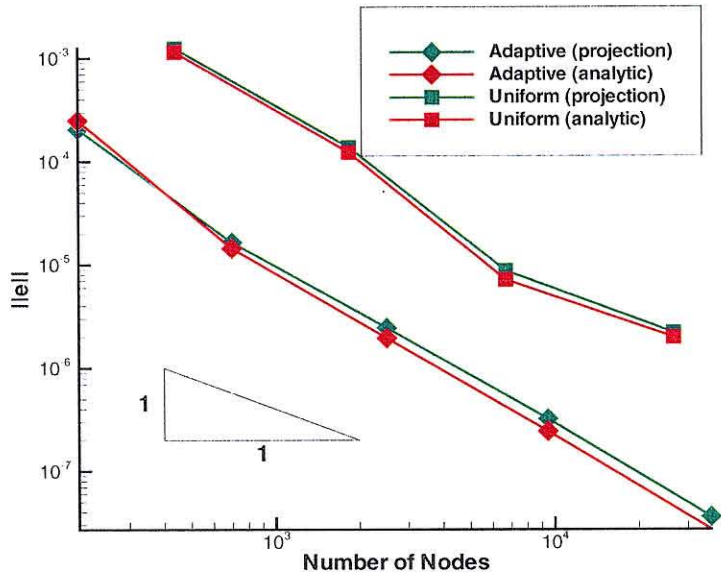 Adaptive (projection)
Adaptive (analytic)
Uniform (projection)
Uniform (analytic)
10⁻³
10⁻⁴
10⁻⁵
10⁻⁶
10⁻⁷
||e||
1
1
10³
10⁴
Number of Nodes